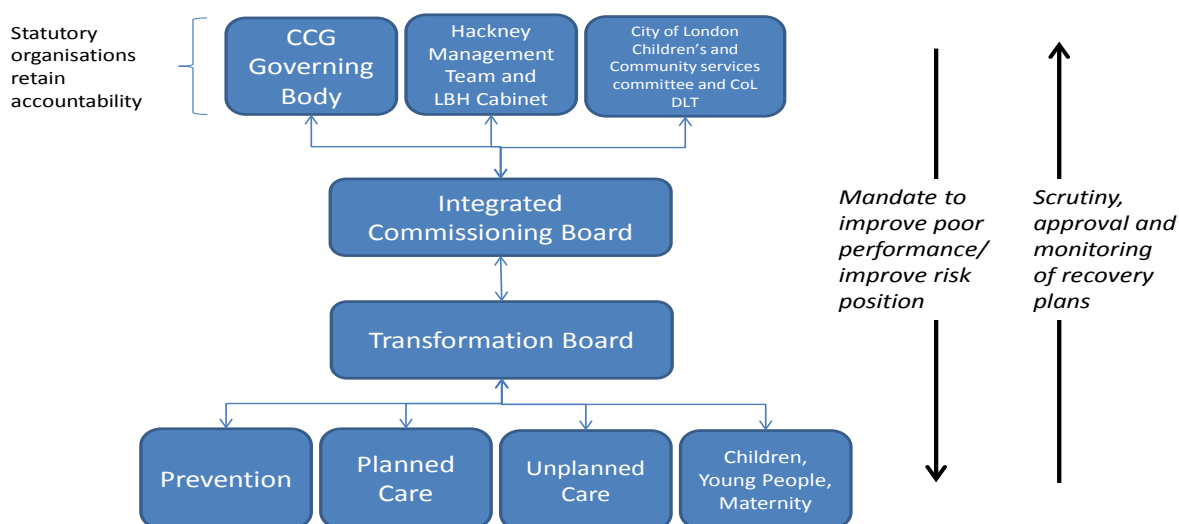 Statutory
organisations
retain
accountability
CCG
Governing
Body
Hackney
Management
Team and
LBH Cabinet
City of London
Children’s and
Community services
committee and CoL
DLT
Integrated
Commissioning Board
Transformation Board
Prevention
Planned
Care
Unplanned
Care
Children,
Young People,
Maternity
Mandate to
improve poor
performance/
improve risk
position
Scrutiny,
approval and
monitoring
of recovery
plans